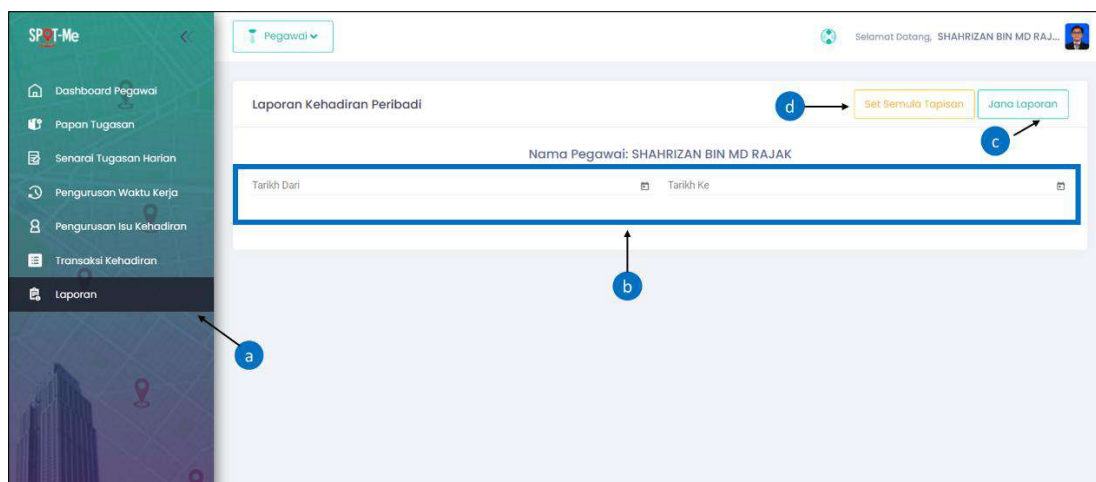 SPOT-Me
Pegawai
Selamat Datang, SHAHRIZAN BIN MD RAJ...
Dashboard Pegawai
Papan Tugasan
Senarai Tugasan Harian
Pengurusan Waktu Kerja
Pengurusan Isu Kehadiran
Transaksi Kehadiran
Laporan
Laporan Kehadiran Peribadi
d
Set Semula Tapisan
Jana Laporan
c
Nama Pegawai: SHAHRIZAN BIN MD RAJAK
Tarikh Dari
Tarikh Ke
b
a